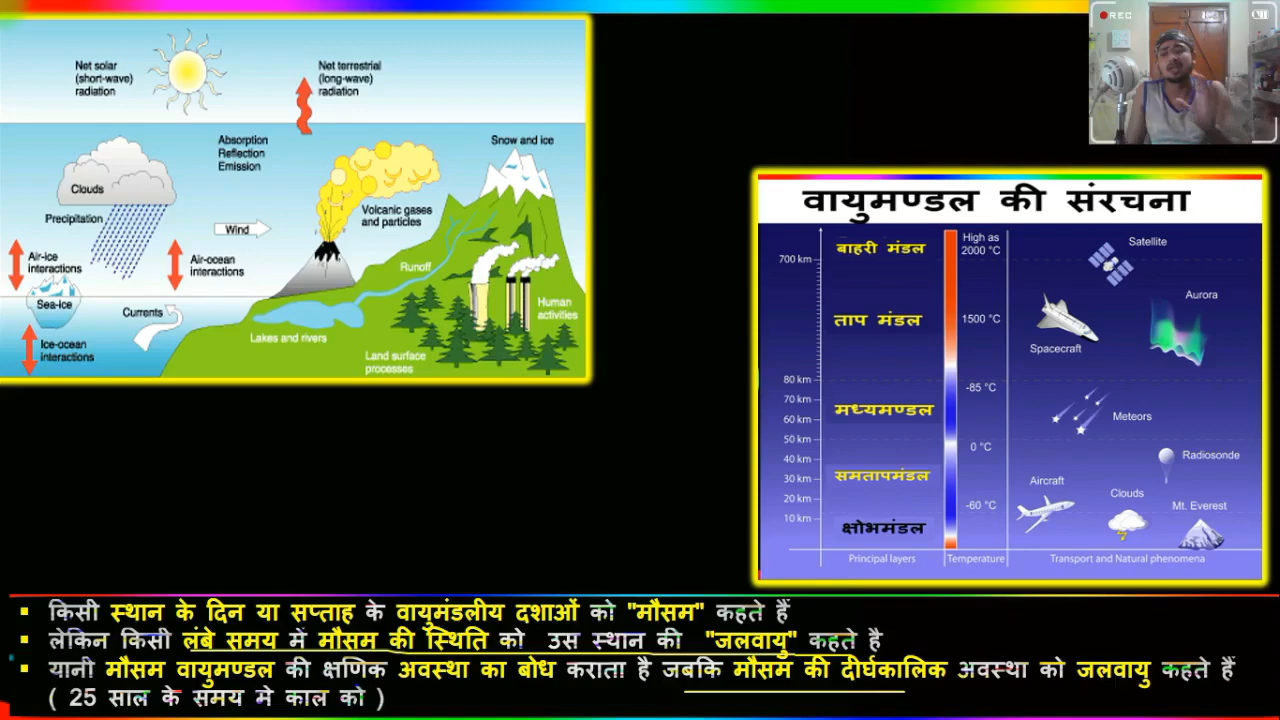 REC
Net solar
(short-wave)
radiation
Net terrestrial
(long-wave)
radiation
Absorption
Reflection
Emission
Snow and ice
Clouds
Precipitation
Volcanic gases
and particles
Wind
Air-ice
interactions
Air-ocean
interactions
Runoff
Sea-ice
Currents
Human
activities
Ice-ocean
interactions
Lakes and rivers
Land surface
processes
वायुमण्डल की संरचना
बाहरी मंडल
High as
2000 °C
Satellite
700 km
Aurora
ताप मंडल
1500 °C
Spacecraft
80 km
-85 °C
70 km
मध्यमण्डल
Meteors
60 km
50 km
0 °C
40 km
Radiosonde
30 km
समतापमंडल
Aircraft
20 km
Clouds
-60 °C
Mt. Everest
10 km
क्षोभमंडल
Principal layers
Temperature
Transport and Natural phenomena
▪ किसी स्थान के दिन या सप्ताह के वायुमंडलीय दशाओं को "मौसम" कहते हैं
▪ लेकिन किसी लंबे समय में मौसम की स्थिति को उस स्थान की "जलवायु" कहते है
▪ यानी मौसम वायुमण्डल की क्षणिक अवस्था का बोध कराता है जबकि मौसम की दीर्घकालिक अवस्था को जलवायु कहते हैं
( 25 साल के समय मे काल को )